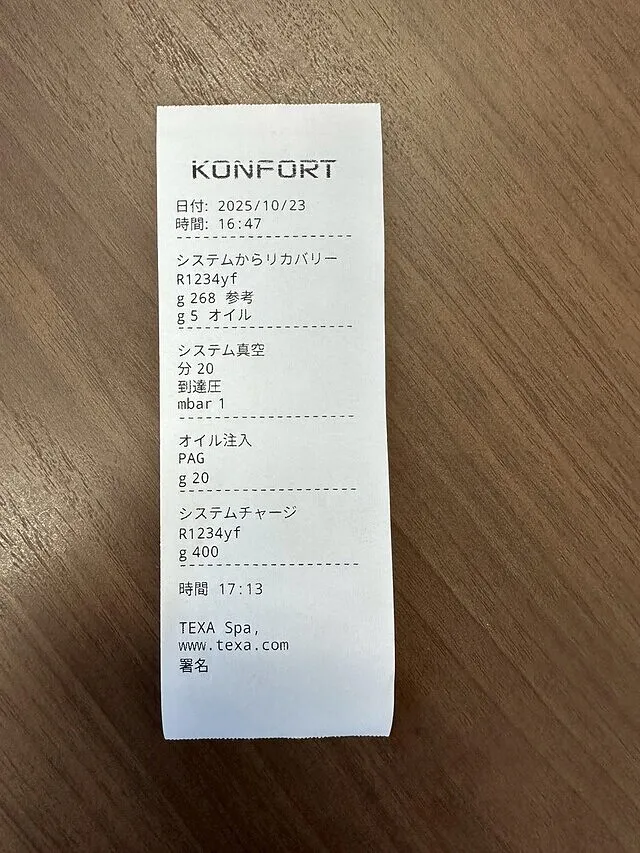 KONFORT
日付: 2025/10/23
時間: 16:47
システムからリカバリー
R1234yf
g 268 参考
g 5 オイル
システム真空
分 20
到達圧
mbar 1
オイル注入
PAG
g 20
システムチャージ
R1234yf
g 400
時間 17:13
TEXA Spa,
www.texa.com
署名